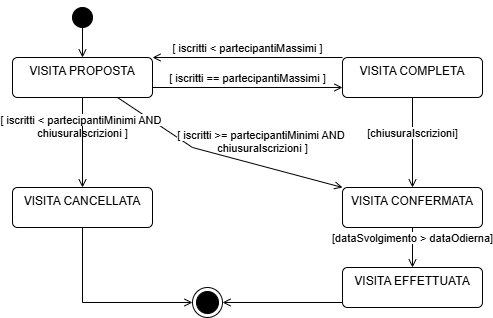 [ iscritti < partecipantiMassimi ]
VISITA PROPOSTA
VISITA COMPLETA
[ iscritti == partecipantiMassimi ]
[ iscritti < partecipantiMinimi AND
chiusuraIscrizioni ]
[ iscritti >= partecipantiMinimi AND
chiusuraIscrizioni ]
[chiusuraIscrizioni]
VISITA CANCELLATA
VISITA CONFERMATA
[dataSvolgimento > dataOdierna]
VISITA EFFETTUATA